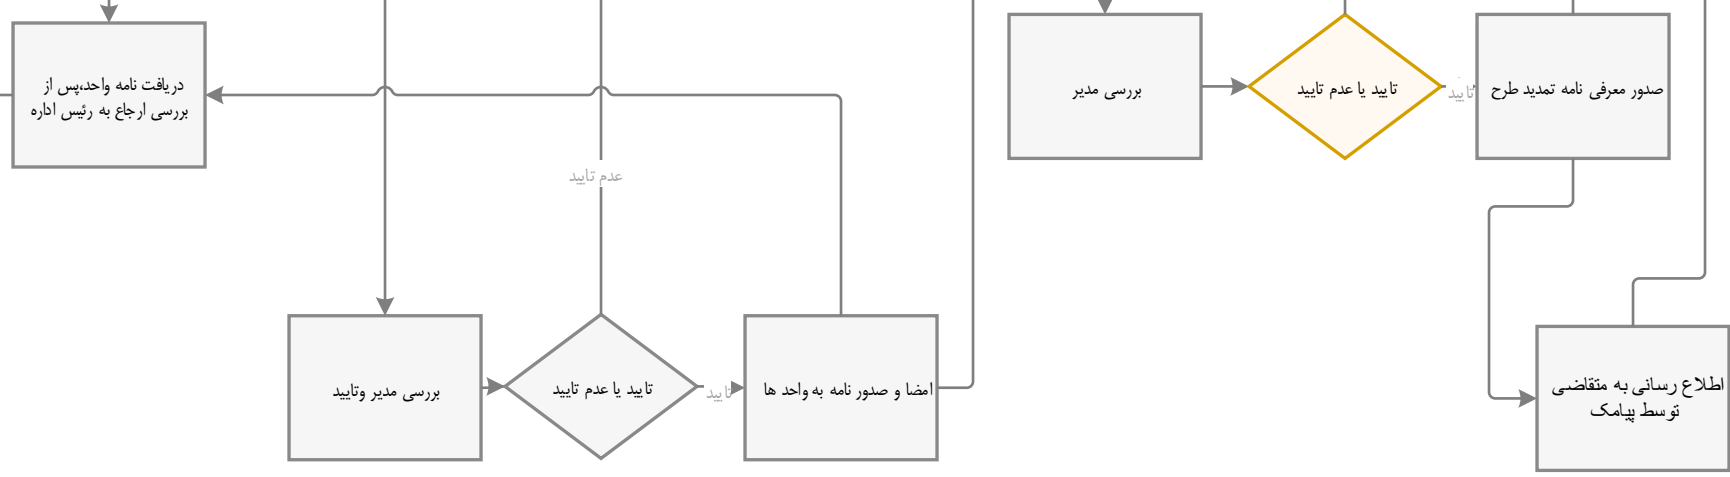 دریافت نامه واحد،پس از
بررسی ارجاع به رئیس اداره
بررسی مدیر
تایید یا عدم تایید
تایید
صدور معرفی نامه تمدید طرح
عدم تایید
بررسی مدیر وتایید
تایید یا عدم تایید
تایید
امضا و صدور نامه به واحد ها
اطلاع رسانی به متقاضی
توسط پیامک